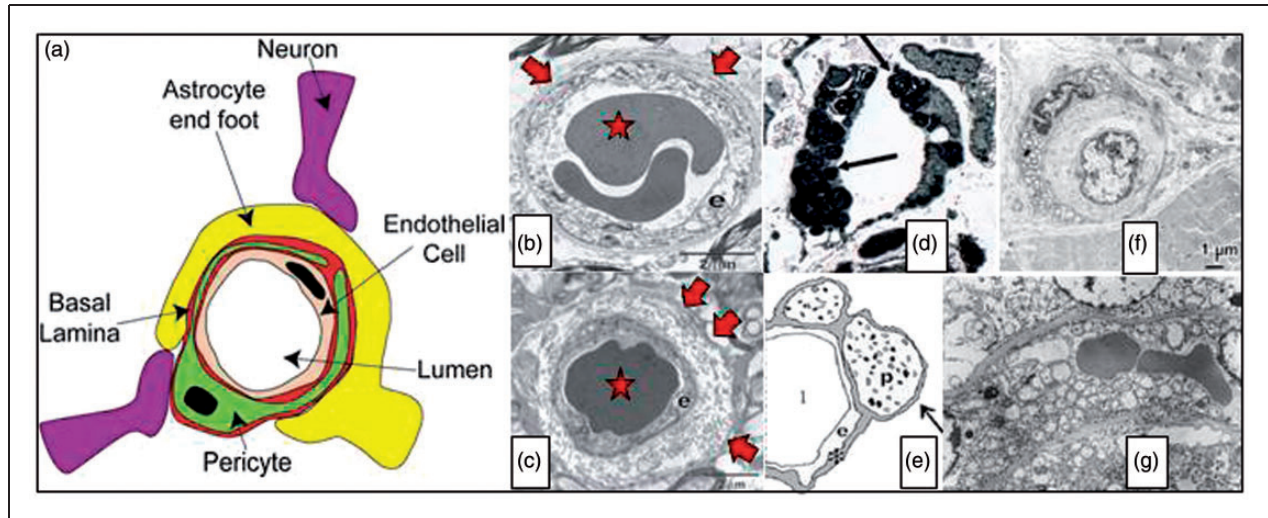 (a)
Neuron
Astrocyte
end foot
Endothelial
Cell
Basal
Lamina
Lumen
Pericyte
(b)
e
(c)
e
(d)
(e)
l
p
e
(f)
1 µm
(g)